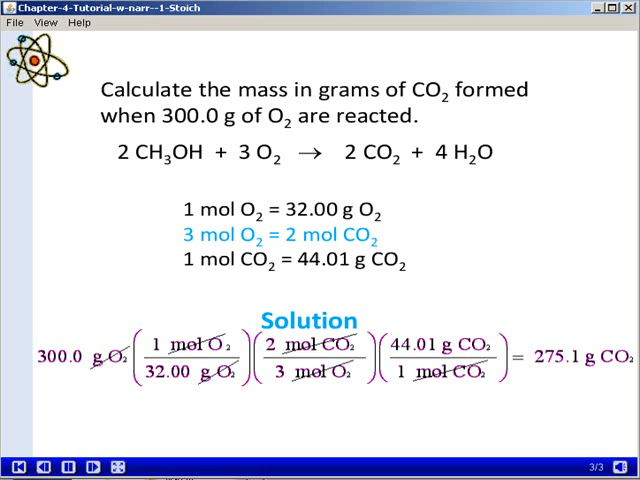 Chapter-4-Tutorial-w-narr--1-Stoich
File View Help
Calculate the mass in grams of CO₂ formed
when 300.0 g of O₂ are reacted.
2 CH₃OH + 3 O₂ → 2 CO₂ + 4 H₂O
1 mol O₂ = 32.00 g O₂
3 mol O₂ = 2 mol CO₂
1 mol CO₂ = 44.01 g CO₂
Solution
300.0 g O₂ (1 mol O₂ / 32.00 g O₂) (2 mol CO₂ / 3 mol O₂) (44.01 g CO₂ / 1 mol CO₂) = 275.1 g CO₂
3/3